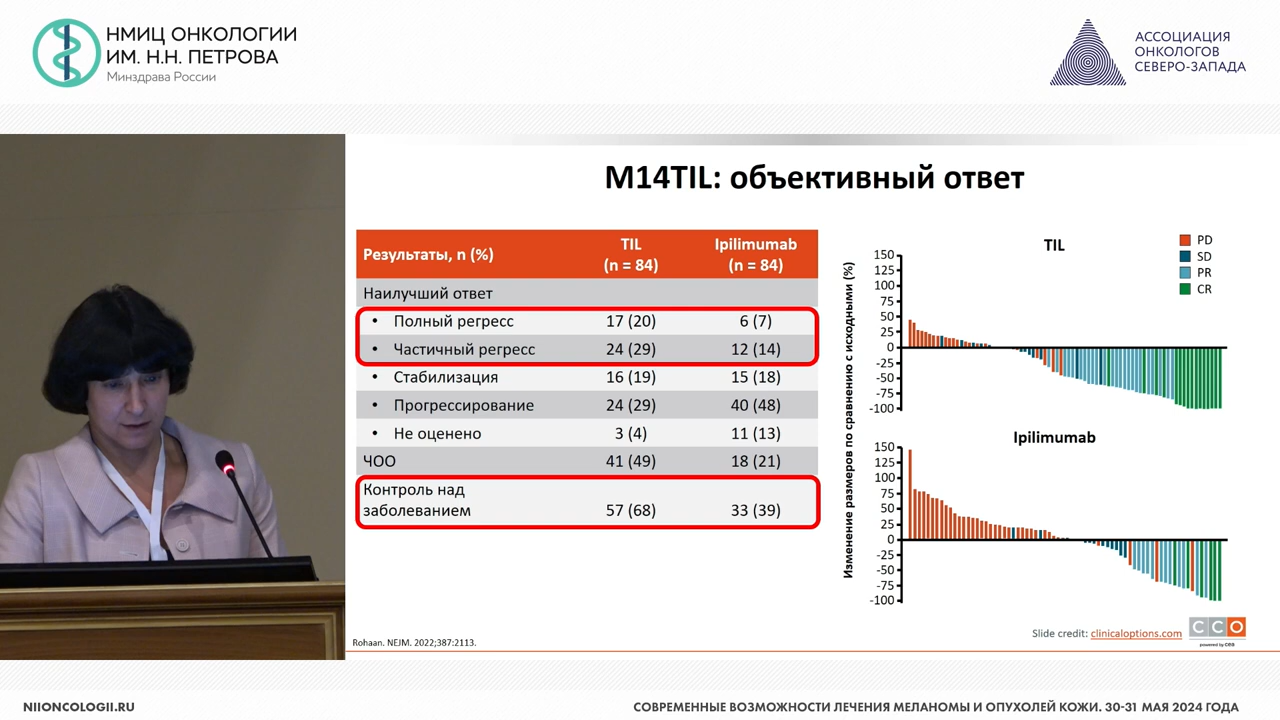 НМИЦ ОНКОЛОГИИ
ИМ. Н.Н. ПЕТРОВА
Минздрава России
АССОЦИАЦИЯ
ОНКОЛОГОВ
СЕВЕРО-ЗАПАДА
M14TIL: объективный ответ
Результаты, n (%) TIL (n = 84) Ipilimumab (n = 84)
Наилучший ответ
• Полный регресс 17 (20) 6 (7)
• Частичный регресс 24 (29) 12 (14)
• Стабилизация 16 (19) 15 (18)
• Прогрессирование 24 (29) 40 (48)
• Не оценено 3 (4) 11 (13)
ЧОО 41 (49) 18 (21)
Контроль над
заболеванием 57 (68) 33 (39)
Изменение размеров по сравнению с исходными (%)
TIL
PD
SD
PR
CR
150
125
100
75
50
25
0
-25
-50
-75
-100
Ipilimumab
150
125
100
75
50
25
0
-25
-50
-75
-100
Rohaan. NEJM. 2022;387:2113.
Slide credit: clinicaloptions.com
CCO
powered by cea
NIIONCOLOGII.RU
СОВРЕМЕННЫЕ ВОЗМОЖНОСТИ ЛЕЧЕНИЯ МЕЛАНОМЫ И ОПУХОЛЕЙ КОЖИ. 30-31 МАЯ 2024 ГОДА